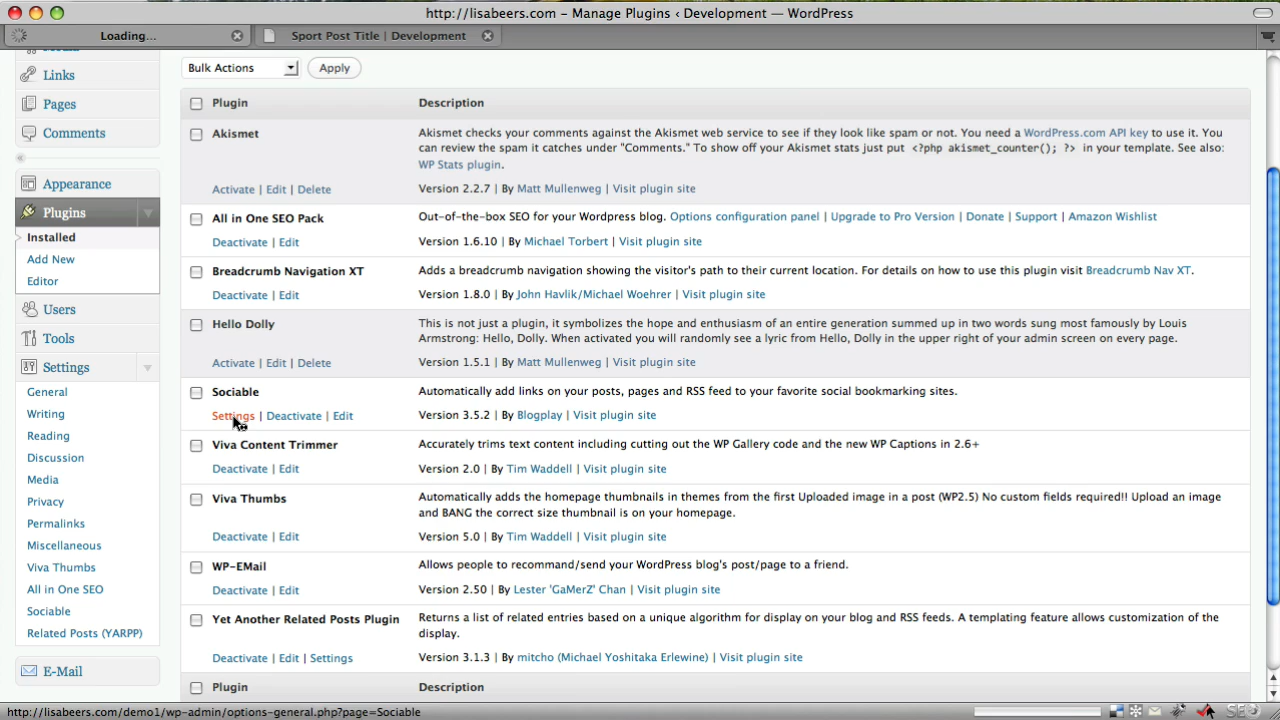 http://lisabeers.com – Manage Plugins ‹ Development — WordPress
Loading...
Sport Post Title | Development
Links
Pages
Comments
Appearance
Plugins
Installed
Add New
Editor
Users
Tools
Settings
General
Writing
Reading
Discussion
Media
Privacy
Permalinks
Miscellaneous
Viva Thumbs
All in One SEO
Sociable
Related Posts (YARPP)
E-Mail
Bulk Actions Apply
Plugin Description
Akismet
Akismet checks your comments against the Akismet web service to see if they look like spam or not. You need a WordPress.com API key to use it. You
can review the spam it catches under "Comments." To show off your Akismet stats just put <?php akismet_counter(); ?> in your template. See also:
WP Stats plugin.
Activate | Edit | Delete
Version 2.2.7 | By Matt Mullenweg | Visit plugin site
All in One SEO Pack
Out-of-the-box SEO for your Wordpress blog. Options configuration panel | Upgrade to Pro Version | Donate | Support | Amazon Wishlist
Deactivate | Edit
Version 1.6.10 | By Michael Torbert | Visit plugin site
Breadcrumb Navigation XT
Adds a breadcrumb navigation showing the visitor's path to their current location. For details on how to use this plugin visit Breadcrumb Nav XT.
Deactivate | Edit
Version 1.8.0 | By John Havlik/Michael Woehrer | Visit plugin site
Hello Dolly
This is not just a plugin, it symbolizes the hope and enthusiasm of an entire generation summed up in two words sung most famously by Louis
Armstrong: Hello, Dolly. When activated you will randomly see a lyric from Hello, Dolly in the upper right of your admin screen on every page.
Activate | Edit | Delete
Version 1.5.1 | By Matt Mullenweg | Visit plugin site
Sociable
Automatically add links on your posts, pages and RSS feed to your favorite social bookmarking sites.
Settings | Deactivate | Edit
Version 3.5.2 | By Blogplay | Visit plugin site
Viva Content Trimmer
Accurately trims text content including cutting out the WP Gallery code and the new WP Captions in 2.6+
Deactivate | Edit
Version 2.0 | By Tim Waddell | Visit plugin site
Viva Thumbs
Automatically adds the homepage thumbnails in themes from the first Uploaded image in a post (WP2.5) No custom fields required!! Upload an image
and BANG the correct size thumbnail is on your homepage.
Deactivate | Edit
Version 5.0 | By Tim Waddell | Visit plugin site
WP-EMail
Allows people to recommand/send your WordPress blog's post/page to a friend.
Deactivate | Edit
Version 2.50 | By Lester 'GaMerZ' Chan | Visit plugin site
Yet Another Related Posts Plugin
Returns a list of related entries based on a unique algorithm for display on your blog and RSS feeds. A templating feature allows customization of the
display.
Deactivate | Edit | Settings
Version 3.1.3 | By mitcho (Michael Yoshitaka Erlewine) | Visit plugin site
Plugin Description
http://lisabeers.com/demo1/wp-admin/options-general.php?page=Sociable